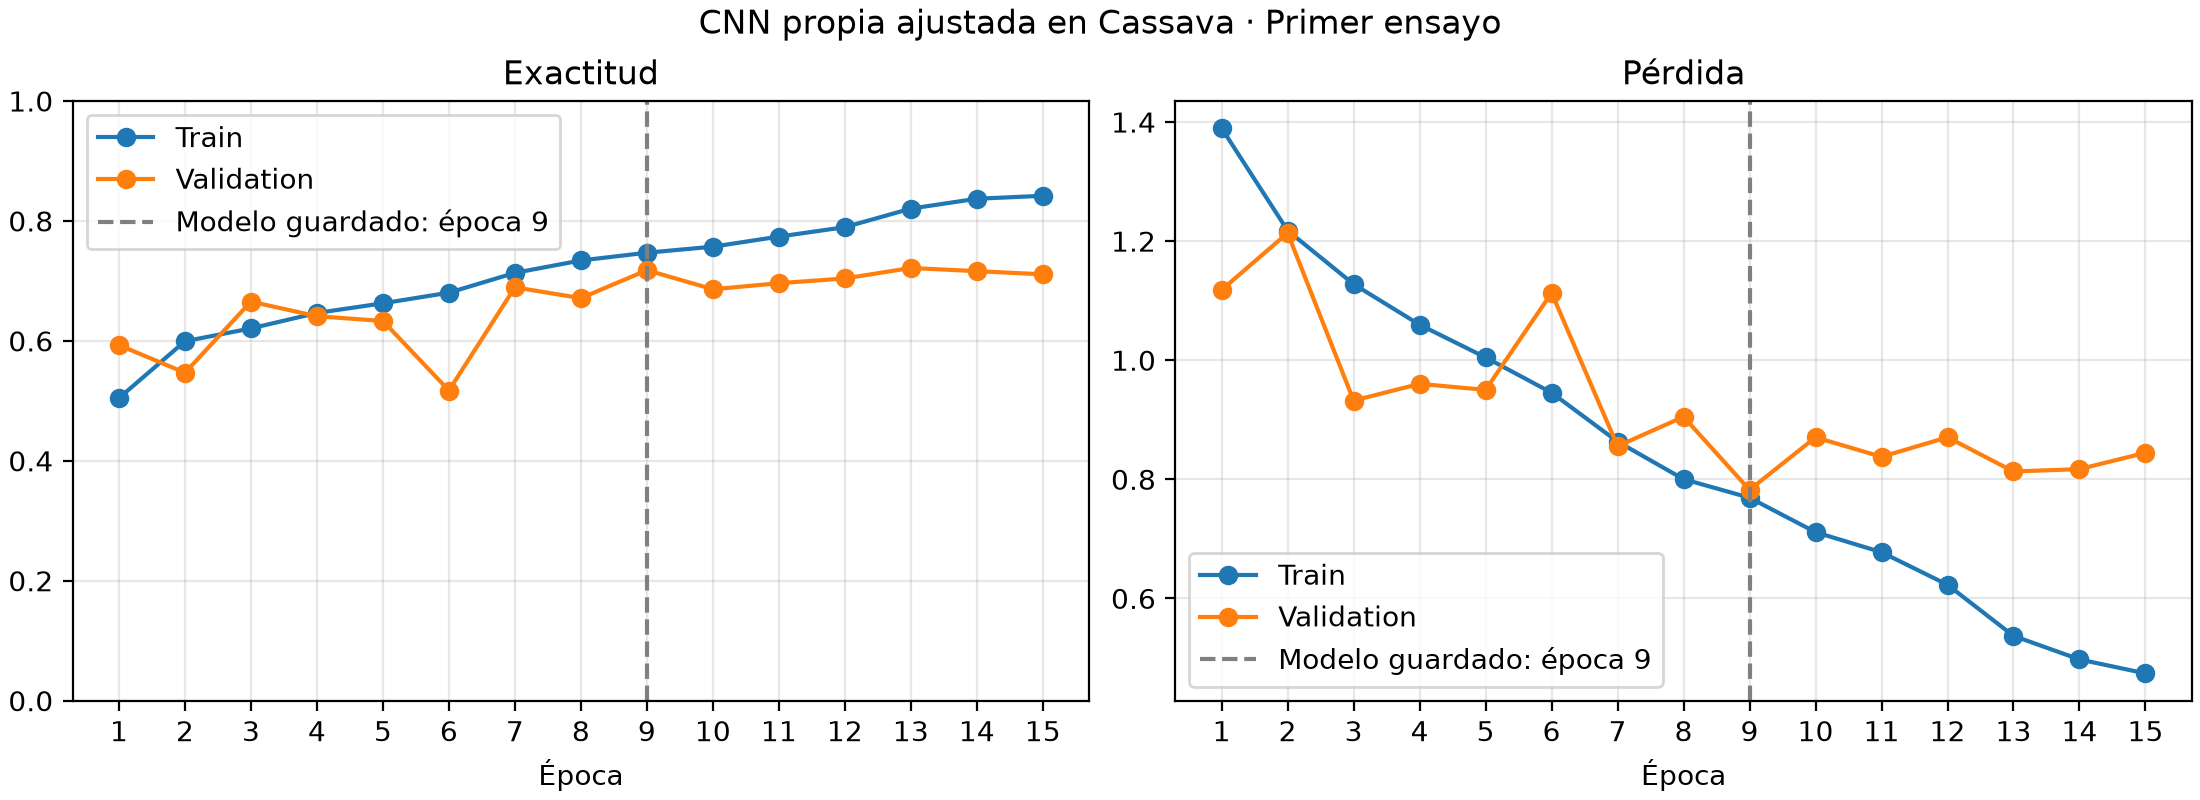 CNN propia ajustada en Cassava · Primer ensayo
Exactitud
1.0
0.8
0.6
0.4
0.2
0.0
Train
Validation
Modelo guardado: época 9
1 2 3 4 5 6 7 8 9 10 11 12 13 14 15
Época
Pérdida
1.4
1.2
1.0
0.8
0.6
Train
Validation
Modelo guardado: época 9
1 2 3 4 5 6 7 8 9 10 11 12 13 14 15
Época